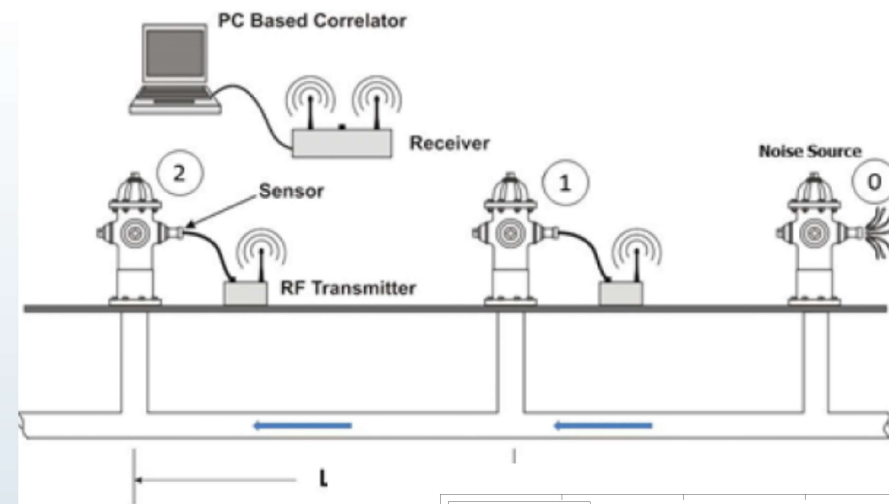 PC Based Correlator
Receiver
Noise Source
2
1
0
Sensor
RF Transmitter
L